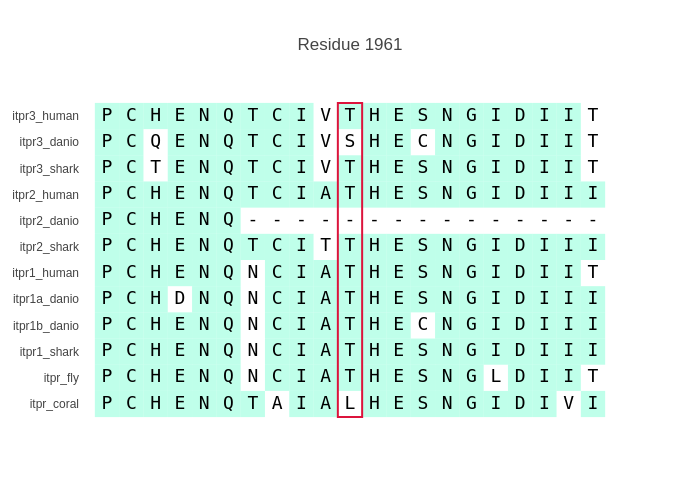 Residue 1961
itpr3_human P C H E N Q T C I V T H E S N G I D I I T
itpr3_danio P C Q E N Q T C I V S H E C N G I D I I T
itpr3_shark P C T E N Q T C I V T H E S N G I D I I T
itpr2_human P C H E N Q T C I A T H E S N G I D I I I
itpr2_danio P C H E N Q - - - - - - - - - - - - - - -
itpr2_shark P C H E N Q T C I T T H E S N G I D I I I
itpr1_human P C H E N Q N C I A T H E S N G I D I I T
itpr1a_danio P C H D N Q N C I A T H E S N G I D I I I
itpr1b_danio P C H E N Q N C I A T H E C N G I D I I I
itpr1_shark P C H E N Q N C I A T H E S N G I D I I I
itpr_fly P C H E N Q N C I A T H E S N G L D I I T
itpr_coral P C H E N Q T A I A L H E S N G I D I V I